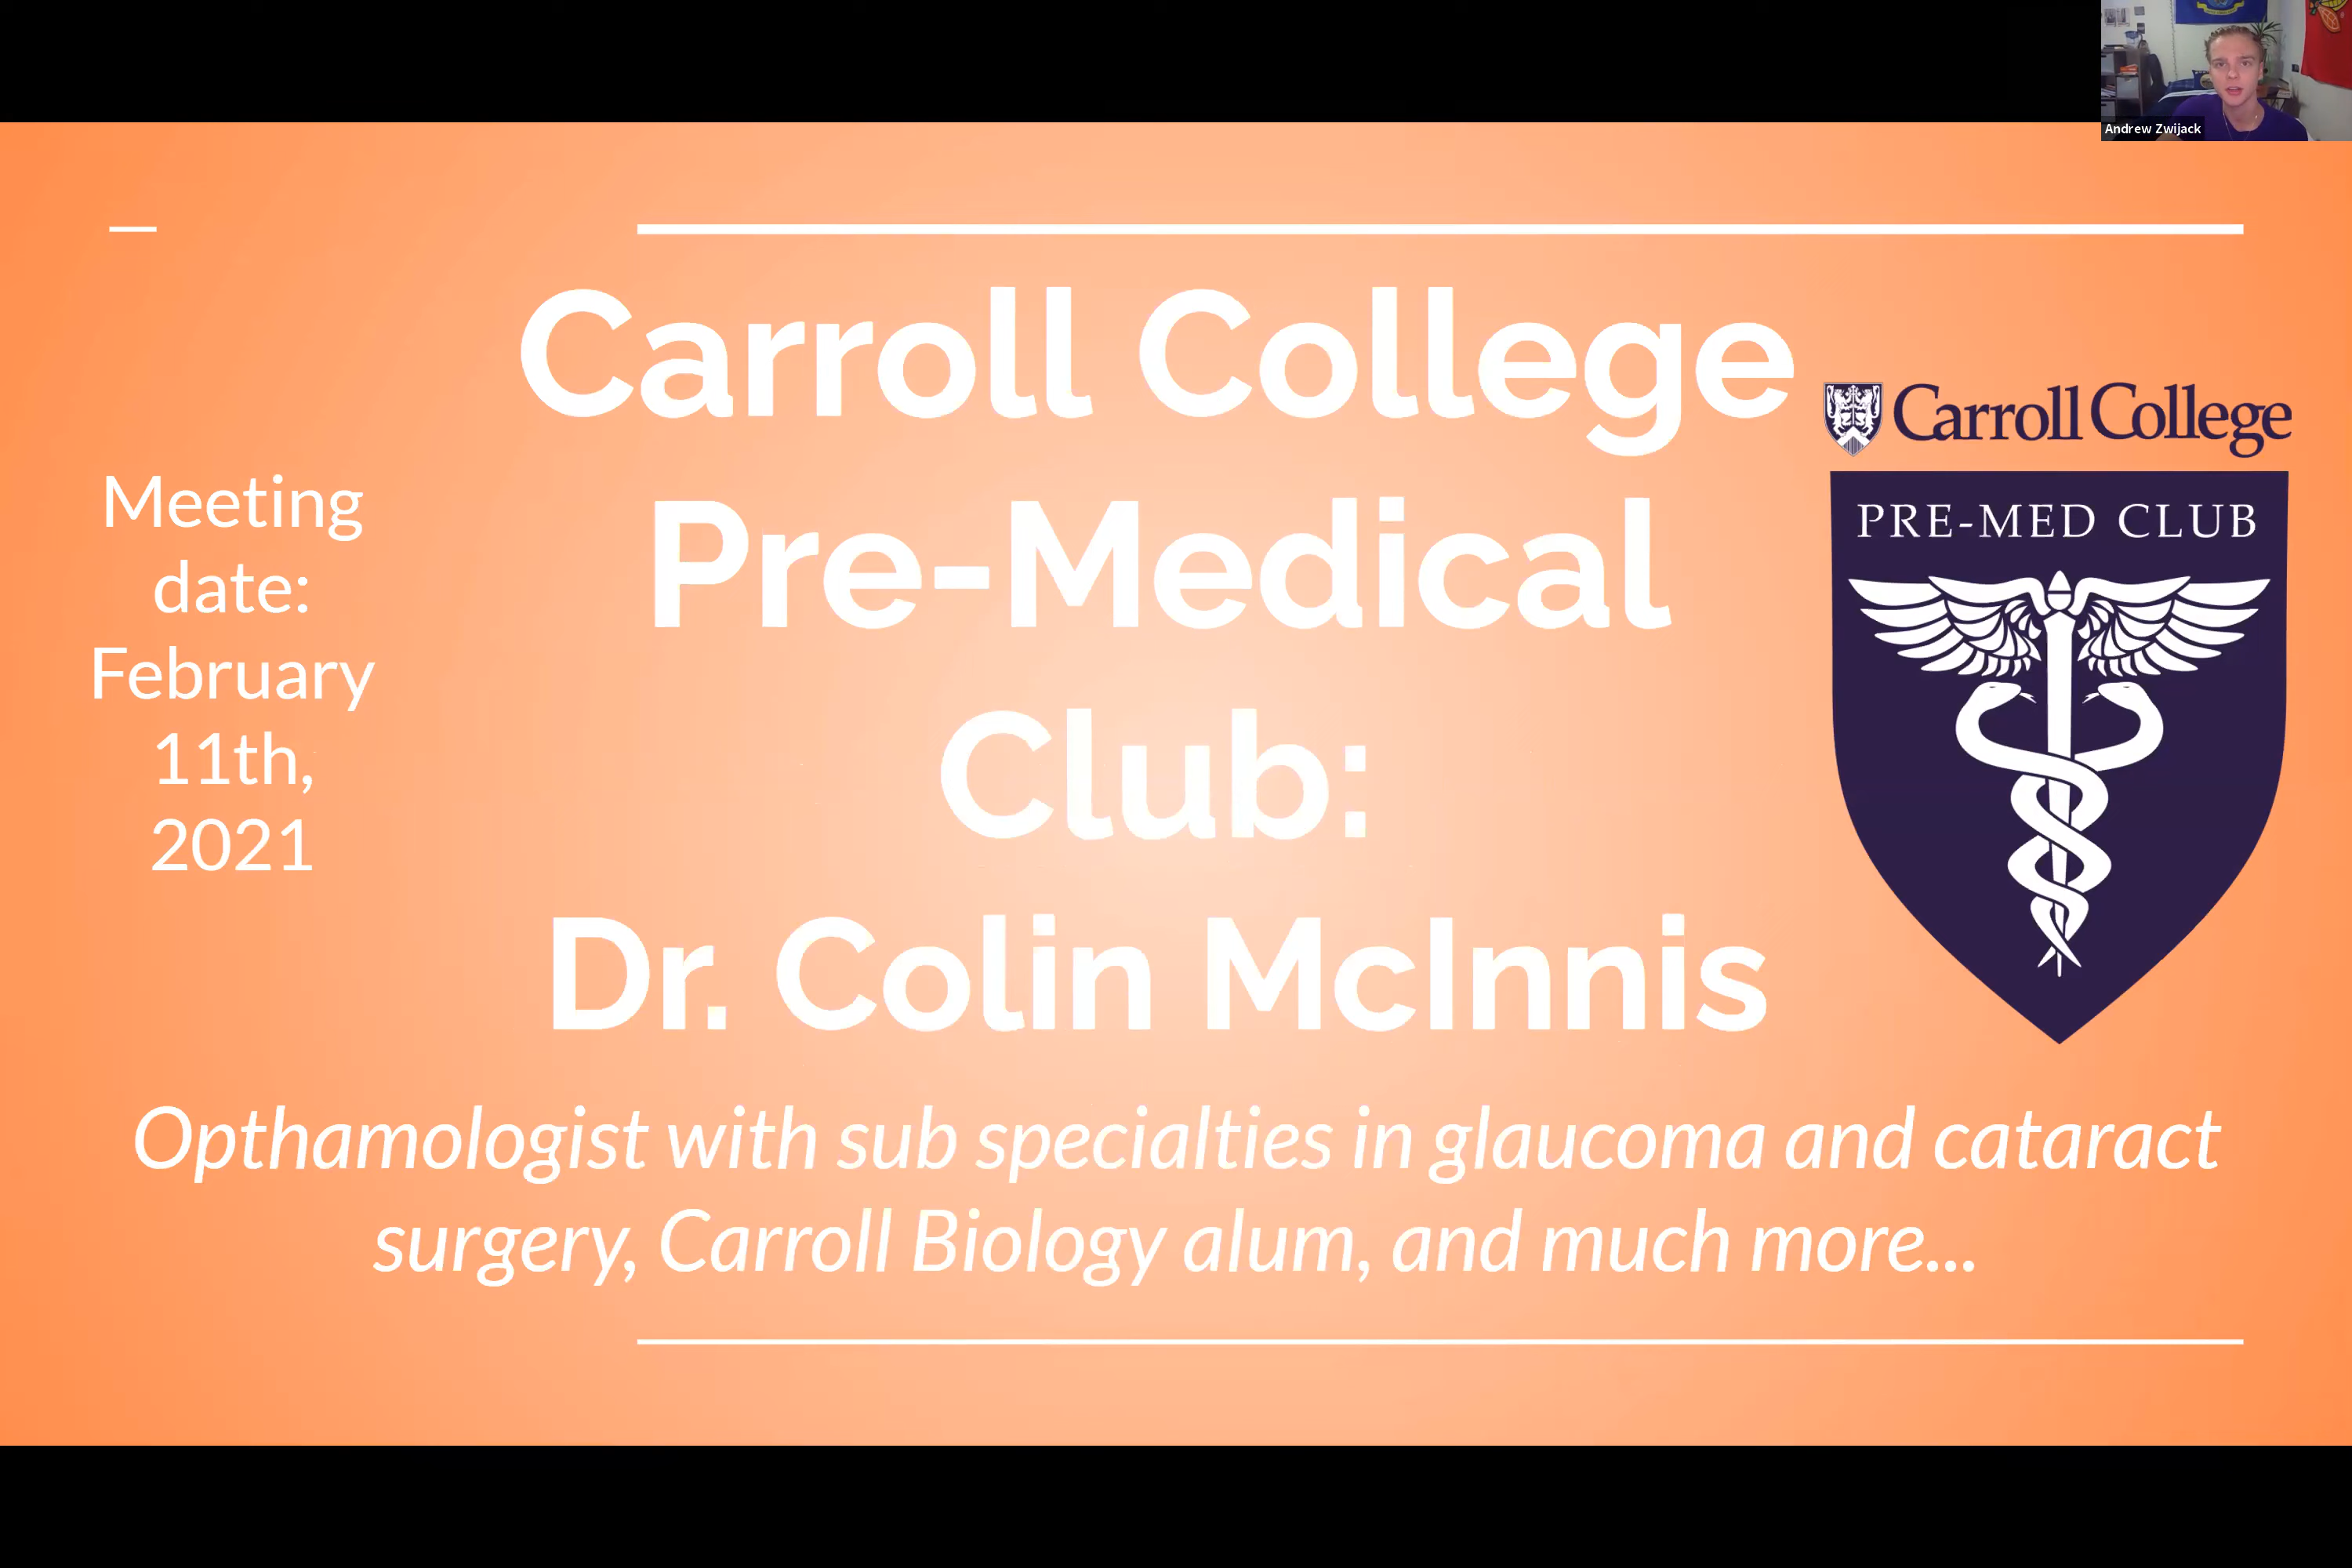 Andrew Zwijack
Meeting
date:
February
11th,
2021
Carroll College
Pre-Medical
Club:
Dr. Colin McInnis
Carroll College
PRE-MED CLUB
Opthamologist with sub specialties in glaucoma and cataract
surgery, Carroll Biology alum, and much more...